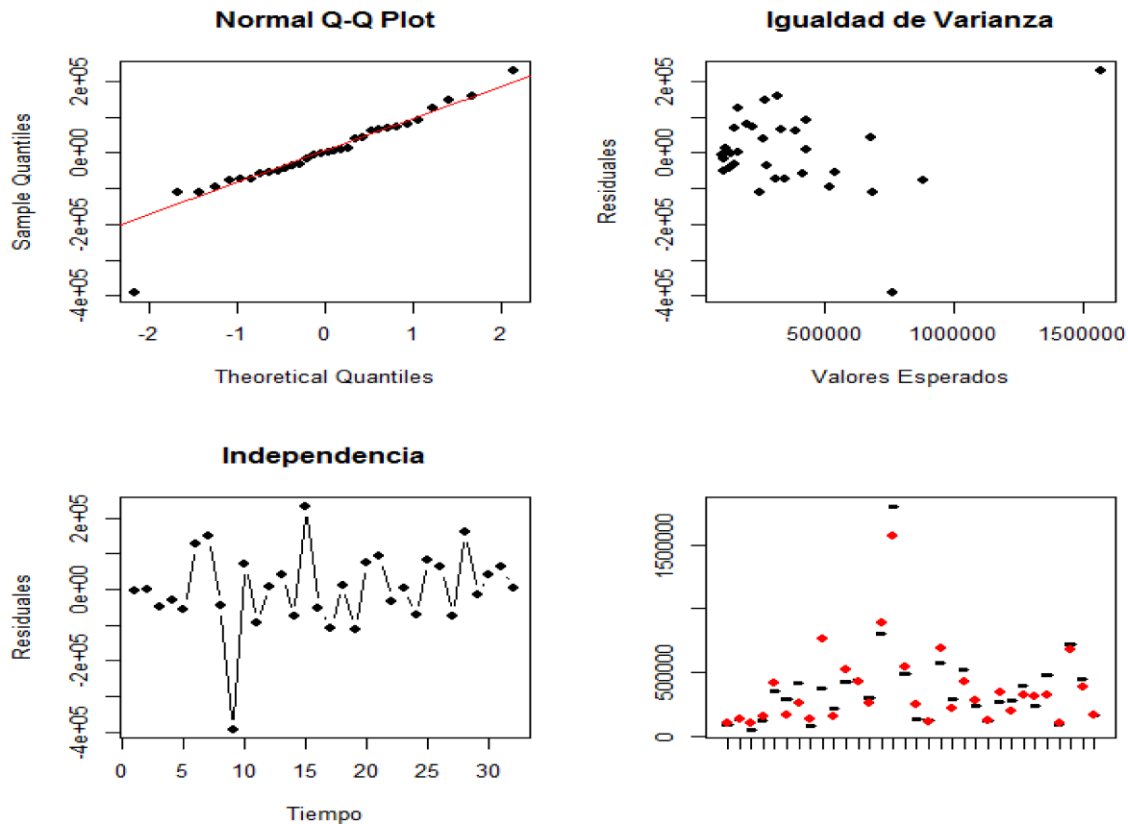 Normal Q-Q Plot
Sample Quantiles
-4e+05 -2e+05 0e+00 2e+05
-2 -1 0 1 2
Theoretical Quantiles
Igualdad de Varianza
Residuales
-4e+05 -2e+05 0e+00 2e+05
500000 1000000 1500000
Valores Esperados
Independencia
Residuales
-4e+05 -2e+05 0e+00 2e+05
0 5 10 15 20 25 30
Tiempo
0 500000 1500000